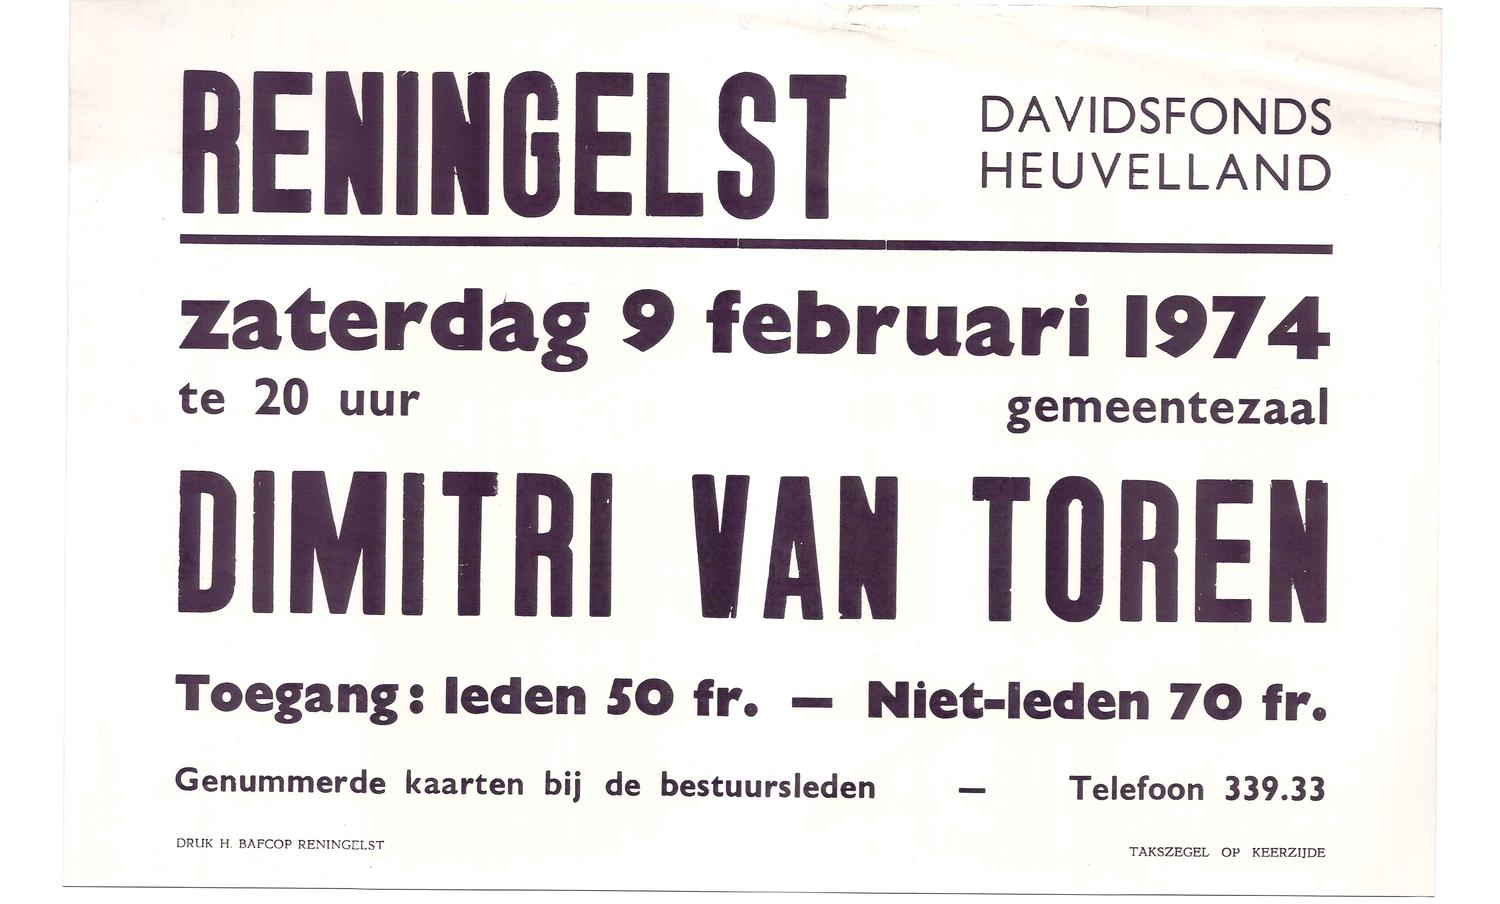 RENINGELST
DAVIDSFONDS
HEUVELLAND
zaterdag 9 februari 1974
te 20 uur
gemeentezaal
DIMITRI VAN TOREN
Toegang: leden 50 fr. — Niet-leden 70 fr.
Genummerde kaarten bij de bestuursleden — Telefoon 339.33
DRUK H. BAFCOP RENINGELST
TAKSZEGEL OP KEERZIJDE